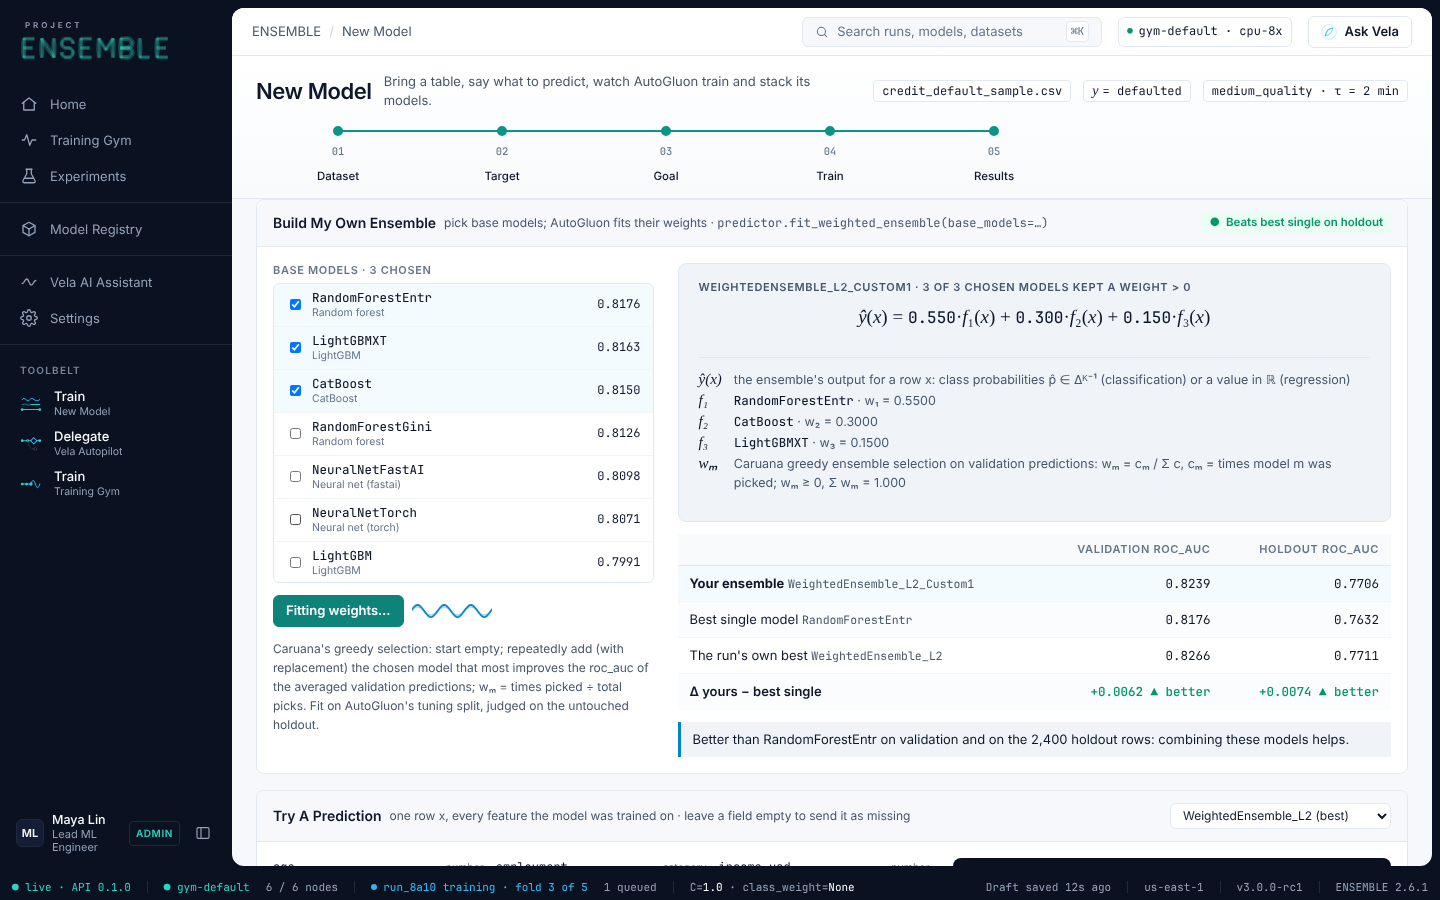 PROJECT
ENSEMBLE
Home
Training Gym
Experiments
Model Registry
Vela AI Assistant
Settings
TOOLBELT
Train
New Model
Delegate
Vela Autopilot
Train
Training Gym
ML
Maya Lin
Lead ML
Engineer
ADMIN
ENSEMBLE / New Model
Search runs, models, datasets
⌘K
gym-default · cpu-8x
Ask Vela
New Model
Bring a table, say what to predict, watch AutoGluon train and stack its
models.
credit_default_sample.csv
y = defaulted
medium_quality · τ = 2 min
01
02
03
04
05
Dataset
Target
Goal
Train
Results
Build My Own Ensemble pick base models; AutoGluon fits their weights · predictor.fit_weighted_ensemble(base_models=…)
Beats best single on holdout
BASE MODELS · 3 CHOSEN
RandomForestEntr 0.8176
Random forest
LightGBMXT 0.8163
LightGBM
CatBoost 0.8150
CatBoost
RandomForestGini 0.8126
Random forest
NeuralNetFastAI 0.8098
Neural net (fastai)
NeuralNetTorch 0.8071
Neural net (torch)
LightGBM 0.7991
LightGBM
Fitting weights…
Caruana's greedy selection: start empty; repeatedly add (with
replacement) the chosen model that most improves the roc_auc of
the averaged validation predictions; wₘ = times picked ÷ total
picks. Fit on AutoGluon's tuning split, judged on the untouched
holdout.
WEIGHTEDENSEMBLE_L2_CUSTOM1 · 3 OF 3 CHOSEN MODELS KEPT A WEIGHT > 0
ŷ(x) = 0.550·f₁(x) + 0.300·f₂(x) + 0.150·f₃(x)
ŷ(x) the ensemble's output for a row x: class probabilities p̂ ∈ Δᴷ⁻¹ (classification) or a value in ℝ (regression)
f₁ RandomForestEntr · w₁ = 0.5500
f₂ CatBoost · w₂ = 0.3000
f₃ LightGBMXT · w₃ = 0.1500
wₘ Caruana greedy ensemble selection on validation predictions: wₘ = cₘ / Σ c, cₘ = times model m was
picked; wₘ ≥ 0, Σ wₘ = 1.000
VALIDATION ROC_AUC HOLDOUT ROC_AUC
Your ensemble WeightedEnsemble_L2_Custom1 0.8239 0.7706
Best single model RandomForestEntr 0.8176 0.7632
The run's own best WeightedEnsemble_L2 0.8266 0.7711
Δ yours − best single +0.0062 ▲ better +0.0074 ▲ better
Better than RandomForestEntr on validation and on the 2,400 holdout rows: combining these models helps.
Try A Prediction one row x, every feature the model was trained on · leave a field empty to send it as missing
WeightedEnsemble_L2 (best)
live · API 0.1.0
gym-default 6 / 6 nodes
run_8a10 training · fold 3 of 5 1 queued
C=1.0 · class_weight=None
Draft saved 12s ago
us-east-1
v3.0.0-rc1
ENSEMBLE 2.6.1